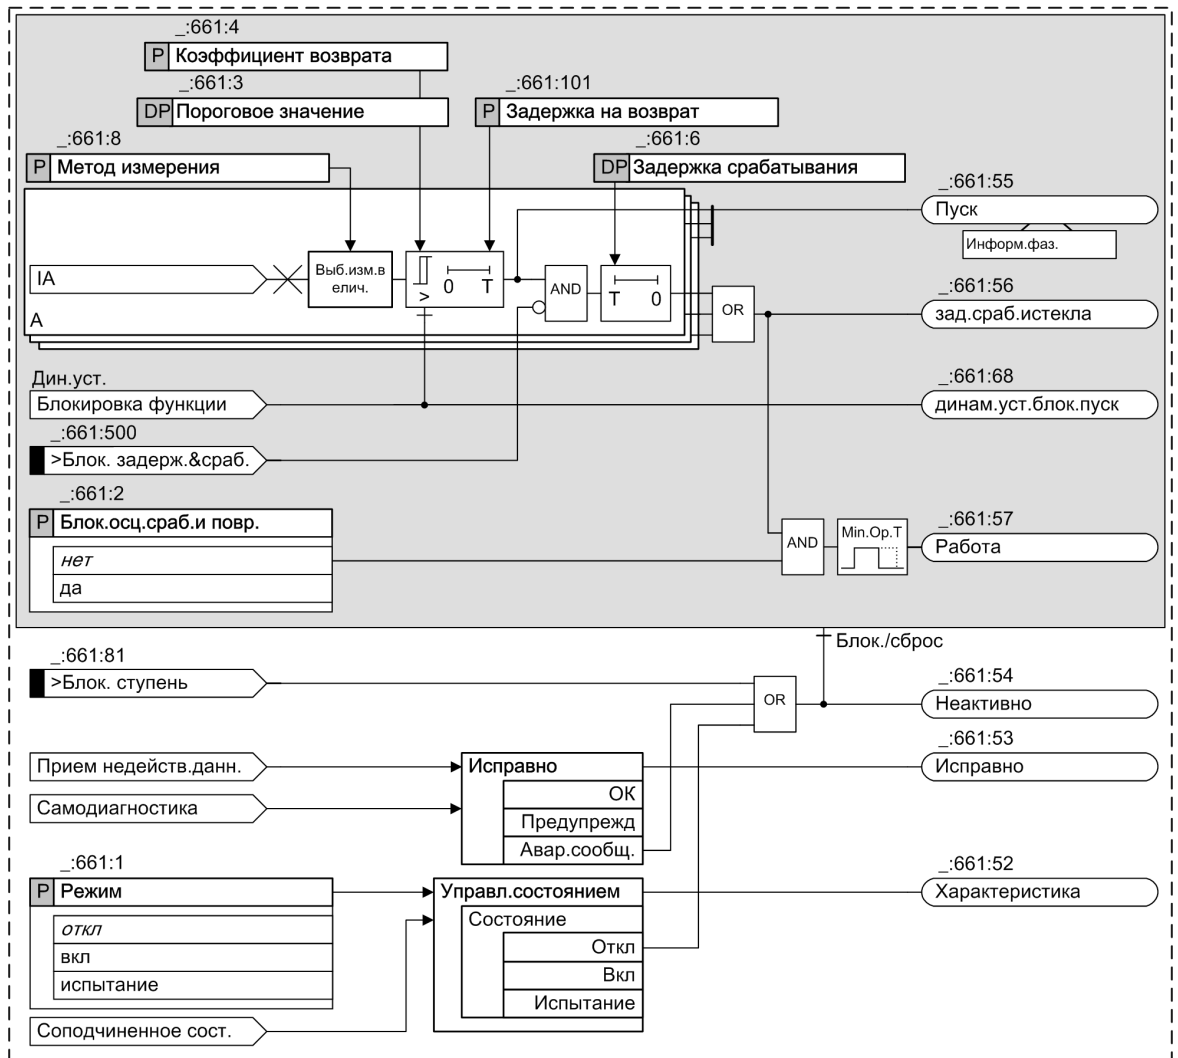 _:661:4
P Коэффициент возврата
_:661:3
DP Пороговое значение
_:661:101
P Задержка на возврат
_:661:8
P Метод измерения
_:661:6
DP Задержка срабатывания
_:661:55
Пуск
Информ.фаз.
IA
Выб.изм.в
елич.
>
0 T
AND
T 0
A
OR
_:661:56
зад.сраб.истекла
Дин.уст.
Блокировка функции
_:661:68
динам.уст.блок.пуск
_:661:500
>Блок. задерж.&сраб.
_:661:2
P Блок.осц.сраб.и повр.
нет
да
AND
Min.Op.T
_:661:57
Работа
Блок./сброс
_:661:81
>Блок. ступень
OR
_:661:54
Неактивно
Прием недейств.данн.
Самодиагностика
Исправно
ОК
Предупрежд
Авар.сообщ.
_:661:53
Исправно
_:661:1
P Режим
откл
вкл
испытание
Соподчиненное сост.
Управл.состоянием
Состояние
Откл
Вкл
Испытание
_:661:52
Характеристика